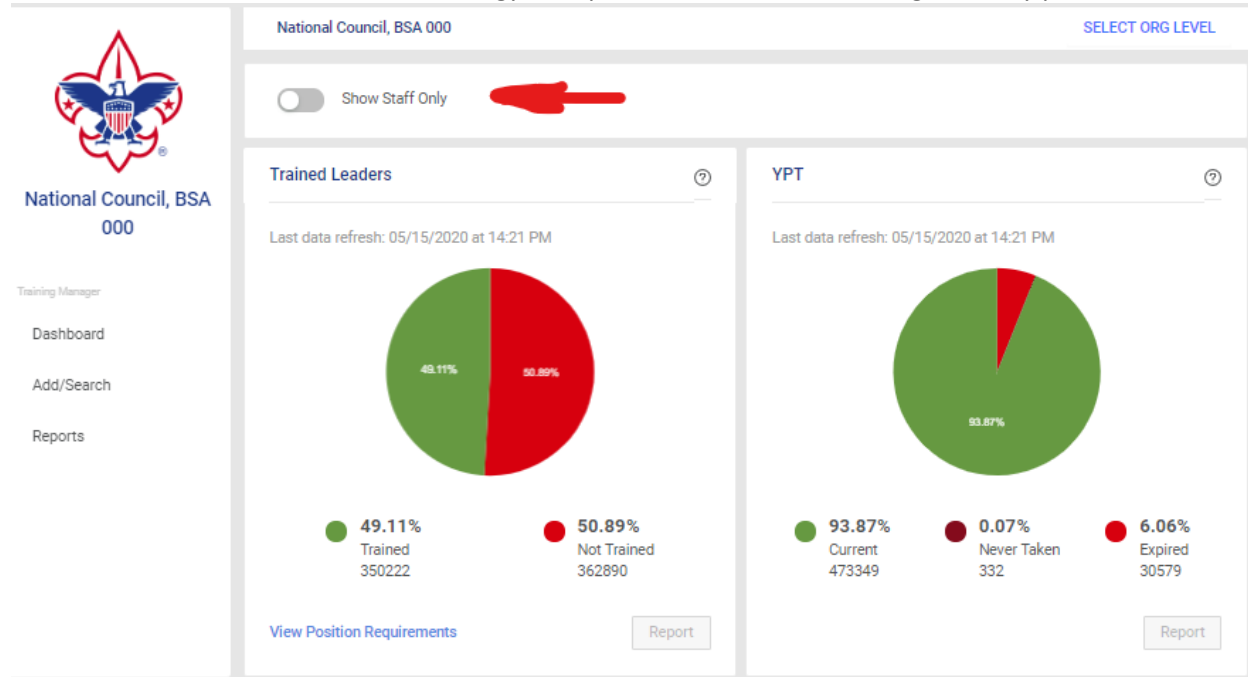 National Council, BSA 000
SELECT ORG LEVEL
Show Staff Only
National Council, BSA
000
Training Manager
Dashboard
Add/Search
Reports
Trained Leaders
?
Last data refresh: 05/15/2020 at 14:21 PM
49.11%
50.89%
49.11%
Trained
350222
50.89%
Not Trained
362890
View Position Requirements
Report
YPT
?
Last data refresh: 05/15/2020 at 14:21 PM
93.87%
93.87%
Current
473349
0.07%
Never Taken
332
6.06%
Expired
30579
Report